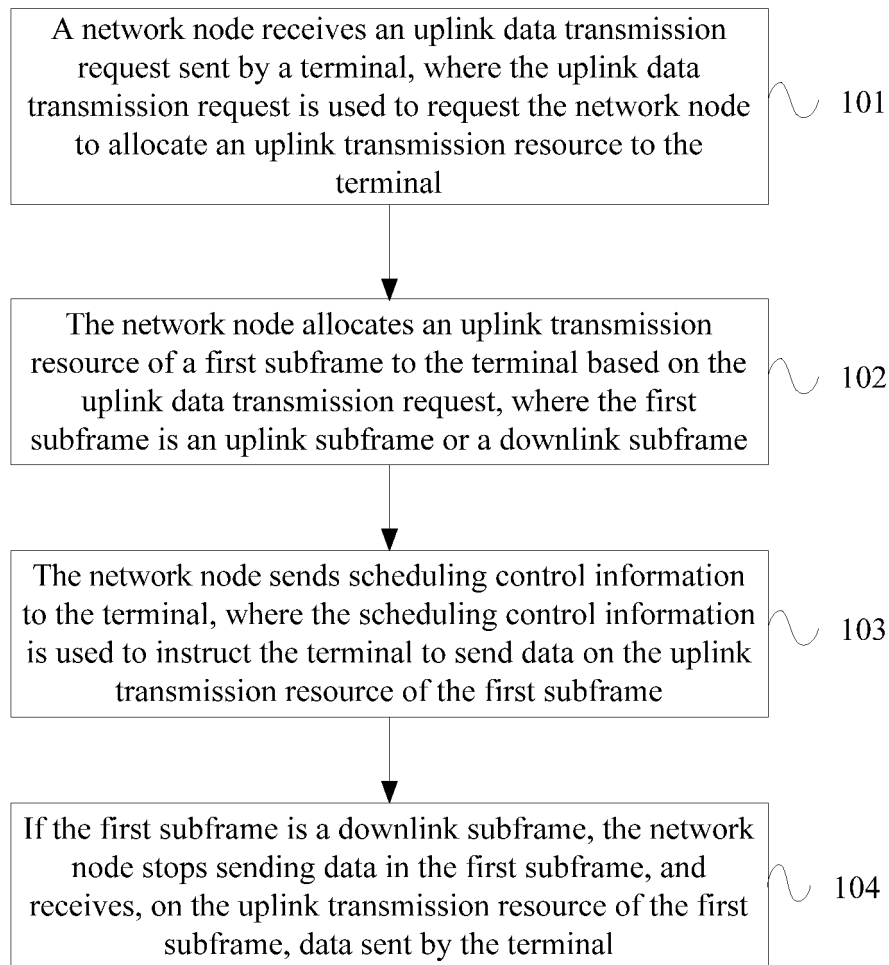 A network node receives an uplink data transmission
request sent by a terminal, where the uplink data
transmission request is used to request the network node
to allocate an uplink transmission resource to the
terminal
101
The network node allocates an uplink transmission
resource of a first subframe to the terminal based on the
uplink data transmission request, where the first
subframe is an uplink subframe or a downlink subframe
102
The network node sends scheduling control information
to the terminal, where the scheduling control information
is used to instruct the terminal to send data on the uplink
transmission resource of the first subframe
103
If the first subframe is a downlink subframe, the network
node stops sending data in the first subframe, and
receives, on the uplink transmission resource of the first
subframe, data sent by the terminal
104